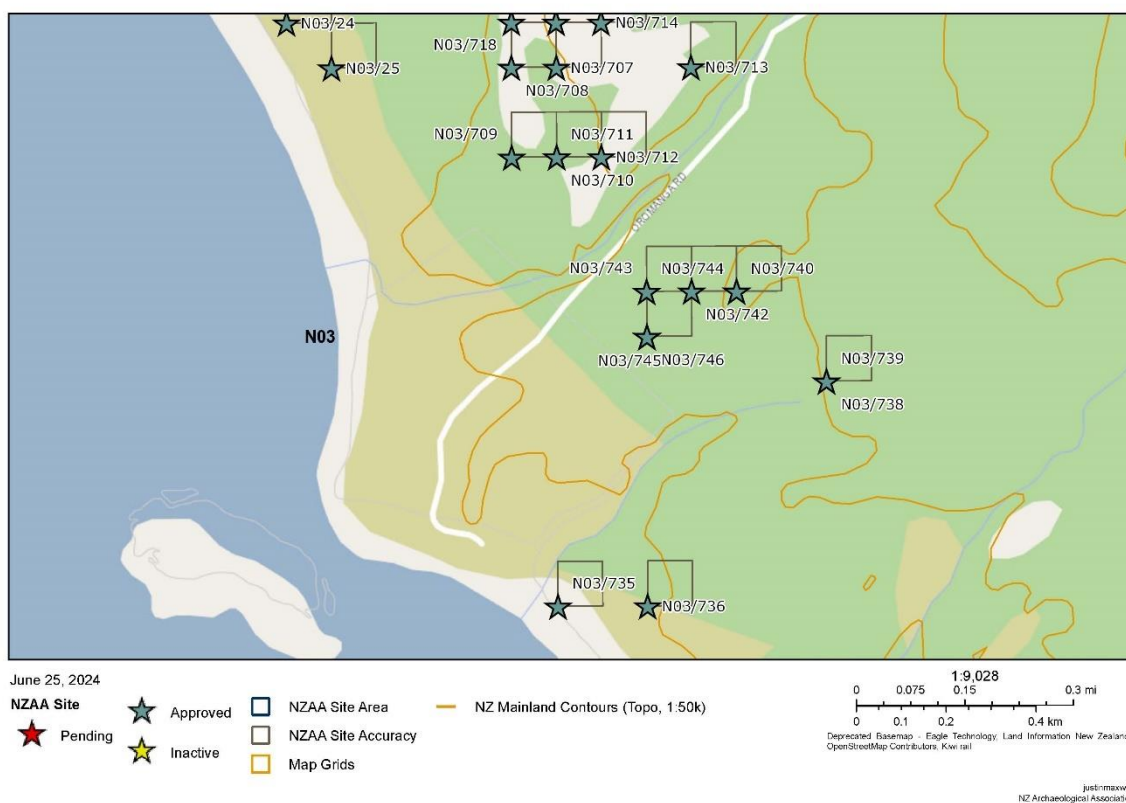 N03/24
N03/714
N03/718
N03/25
N03/707
N03/713
N03/708
N03/709
N03/711
N03/712
N03/710
N03/743
N03/744
N03/740
N03/742
N03
N03/745
N03/746
N03/739
N03/738
N03/735
N03/736
June 25, 2024
NZAA Site
Pending
Approved
Inactive
NZAA Site Area
NZAA Site Accuracy
Map Grids
NZ Mainland Contours (Topo, 1:50k)
1:9,028
0 0.075 0.15 0.3 mi
0 0.1 0.2 0.4 km
Deprecated Basemap - Eagle Technology, Land Information New Zealand
OpenStreetMap Contributors, Kiwi rail
justinmaxw
NZ Archaeological Associatio